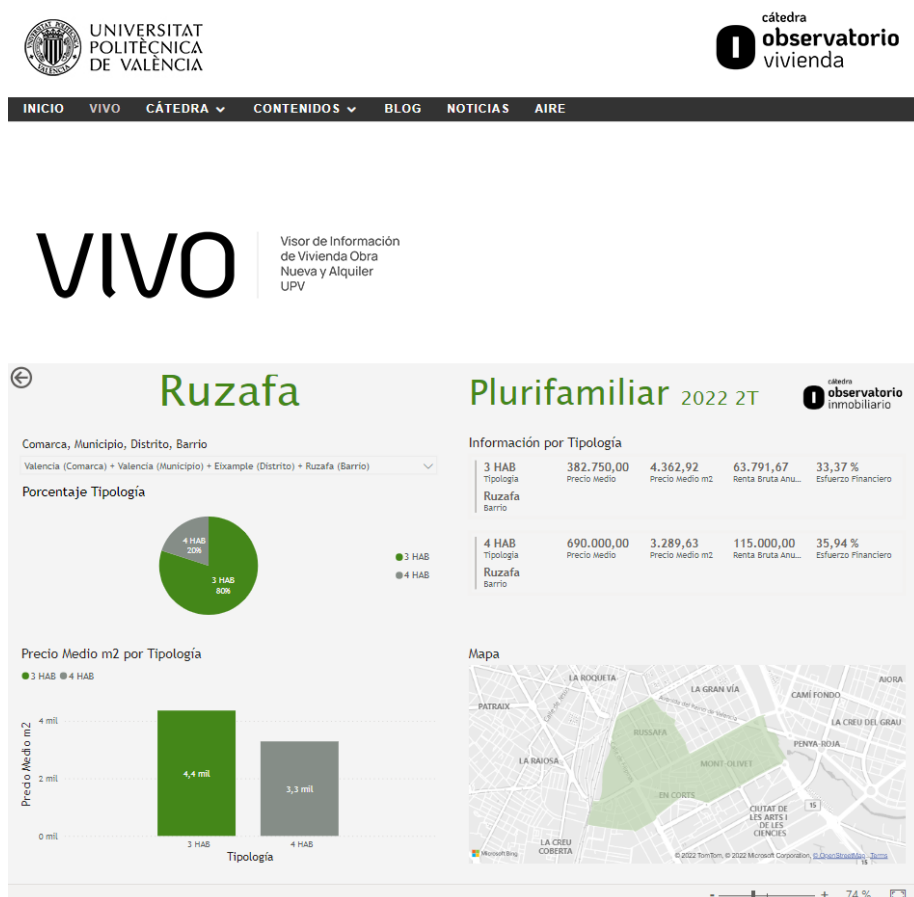 UNIVERSITAT
POLITÈCNICA
DE VALÈNCIA
cátedra
observatorio
vivienda
INICIO VIVO CÁTEDRA CONTENIDOS BLOG NOTICIAS AIRE
VIVO
Visor de Información
de Vivienda Obra
Nueva y Alquiler
UPV
Ruzafa
Plurifamiliar 2022 2T
cátedra
observatorio
inmobiliario
Comarca, Municipio, Distrito, Barrio
Valencia (Comarca) + Valencia (Municipio) + Eixample (Distrito) + Ruzafa (Barrio)
Porcentaje Tipología
4 HAB
20%
3 HAB
80%
3 HAB
4 HAB
Información por Tipología
3 HAB 382.750,00 4.362,92 63.791,67 33,37 %
Tipología Precio Medio Precio Medio m2 Renta Bruta Anu... Esfuerzo Financiero
Ruzafa
Barrio
4 HAB 690.000,00 3.289,63 115.000,00 35,94 %
Tipología Precio Medio Precio Medio m2 Renta Bruta Anu... Esfuerzo Financiero
Ruzafa
Barrio
Precio Medio m2 por Tipología
3 HAB 4 HAB
Precio Medio m2
4 mil
2 mil
0 mil
4,4 mil
3,3 mil
3 HAB 4 HAB
Tipología
Mapa
LA ROQUETA
AIORA
LA GRAN VÍA
CAMÍ FONDO
PATRAIX
Avenida del Reino de Valencia
LA CREU DEL GRAU
RUSSAFA
PENYA-ROJA
LA RAIOSA
MONT-OLIVET
EN CORTS
CIUTAT DE
LES ARTS I
DE LES
CIENCIES
15
LA CREU
COBERTA
Microsoft Bing
© 2022 TomTom, © 2022 Microsoft Corporation, © OpenStreetMap Terms
15
- + 74 %